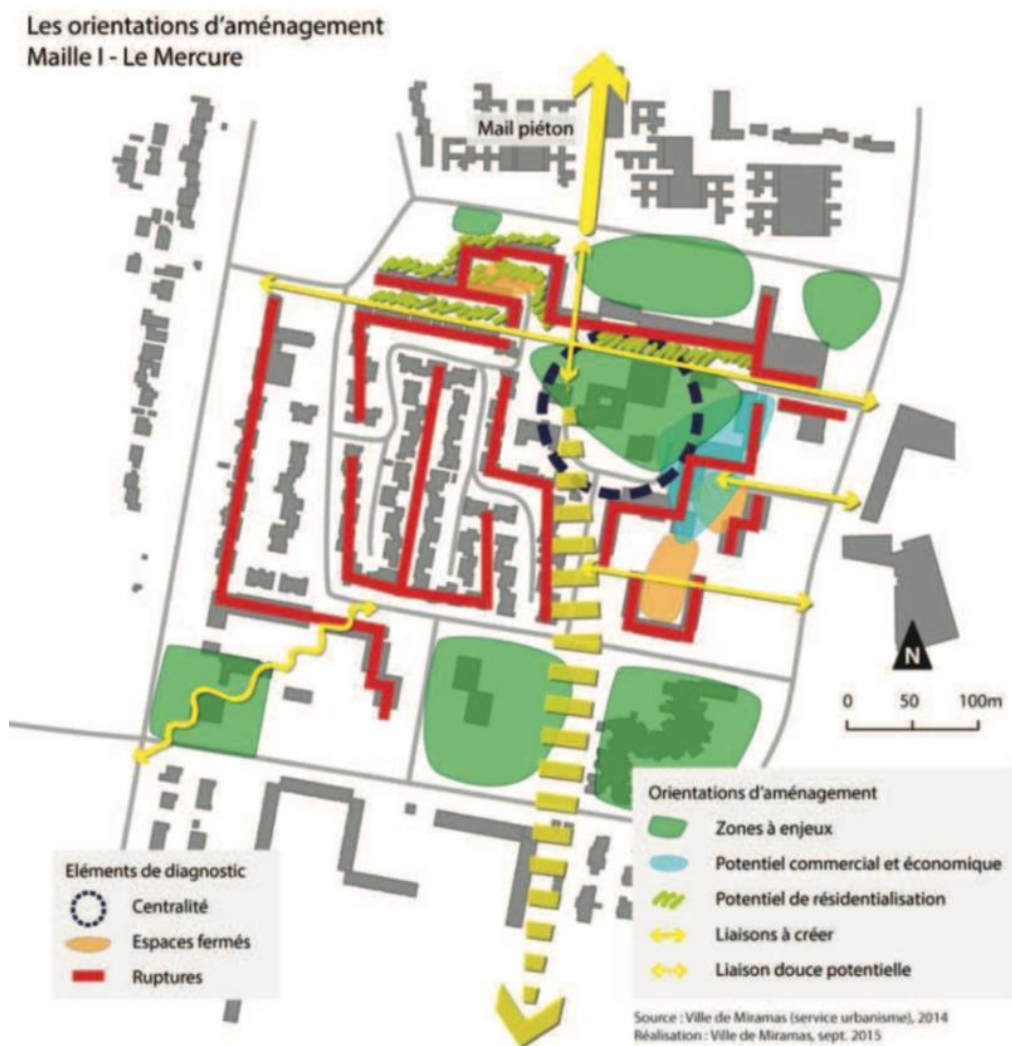 Les orientations d'aménagement
Maille I - Le Mercure
Mail piéton
N
0 50 100m
Eléments de diagnostic
Centralité
Espaces fermés
Ruptures
Orientations d'aménagement
Zones à enjeux
Potentiel commercial et économique
Potentiel de résidentialisation
Liaisons à créer
Liaison douce potentielle
Source : Ville de Miramas (service urbanisme), 2014
Réalisation : Ville de Miramas, sept. 2015